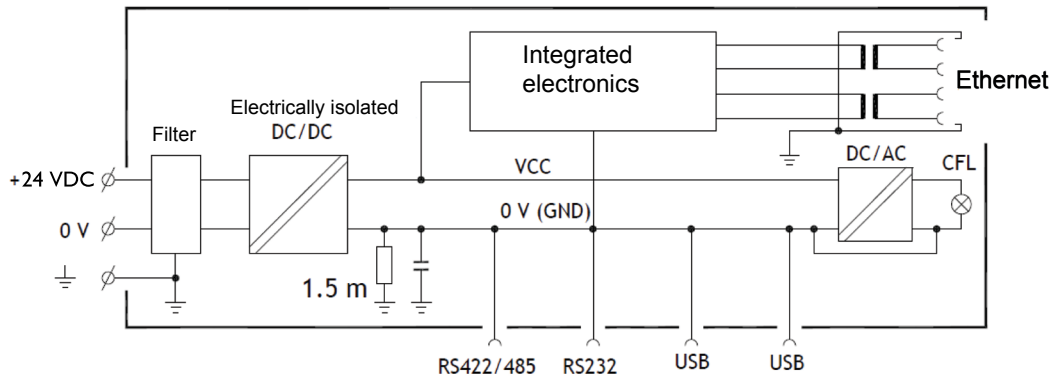 Integrated
electronics
Ethernet
Electrically isolated
DC/DC
Filter
DC/AC
CFL
+24 VDC
VCC
0 V
0 V (GND)
1.5 m
RS422/485
RS232
USB
USB